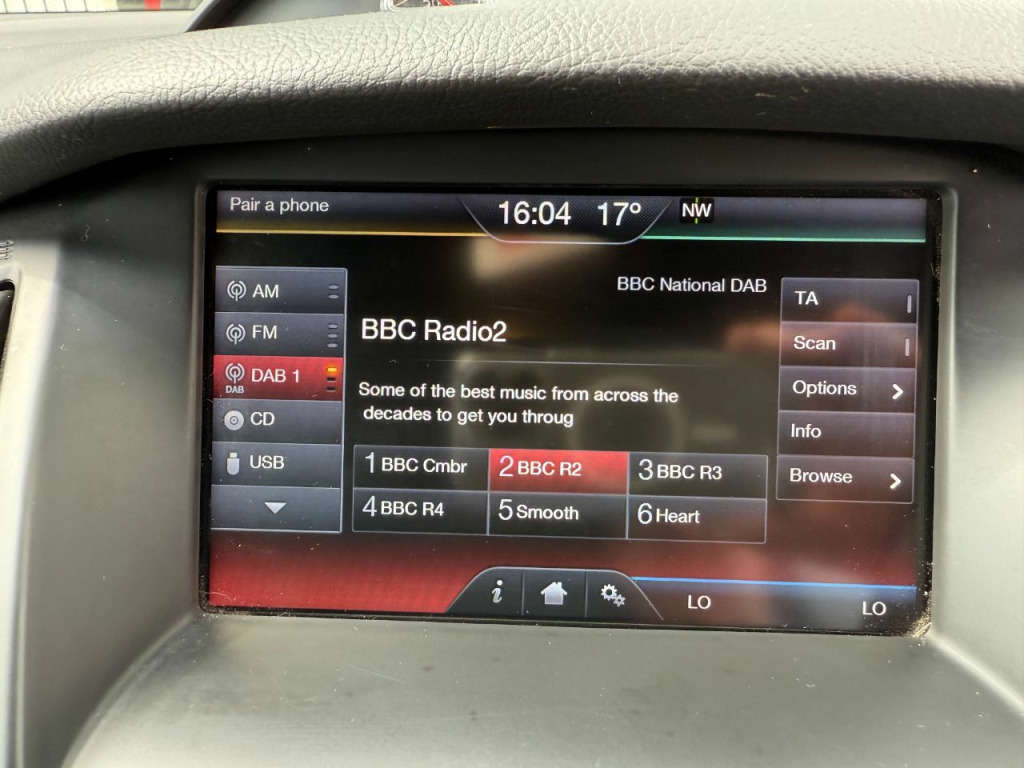 Pair a phone
16:04 17° NW
BBC National DAB
AM
FM
DAB DAB 1
CD
USB
BBC Radio2
Some of the best music from across the
decades to get you throug
1 BBC Cmbr 2 BBC R2 3 BBC R3
4 BBC R4 5 Smooth 6 Heart
TA
Scan
Options
Info
Browse
i
LO LO